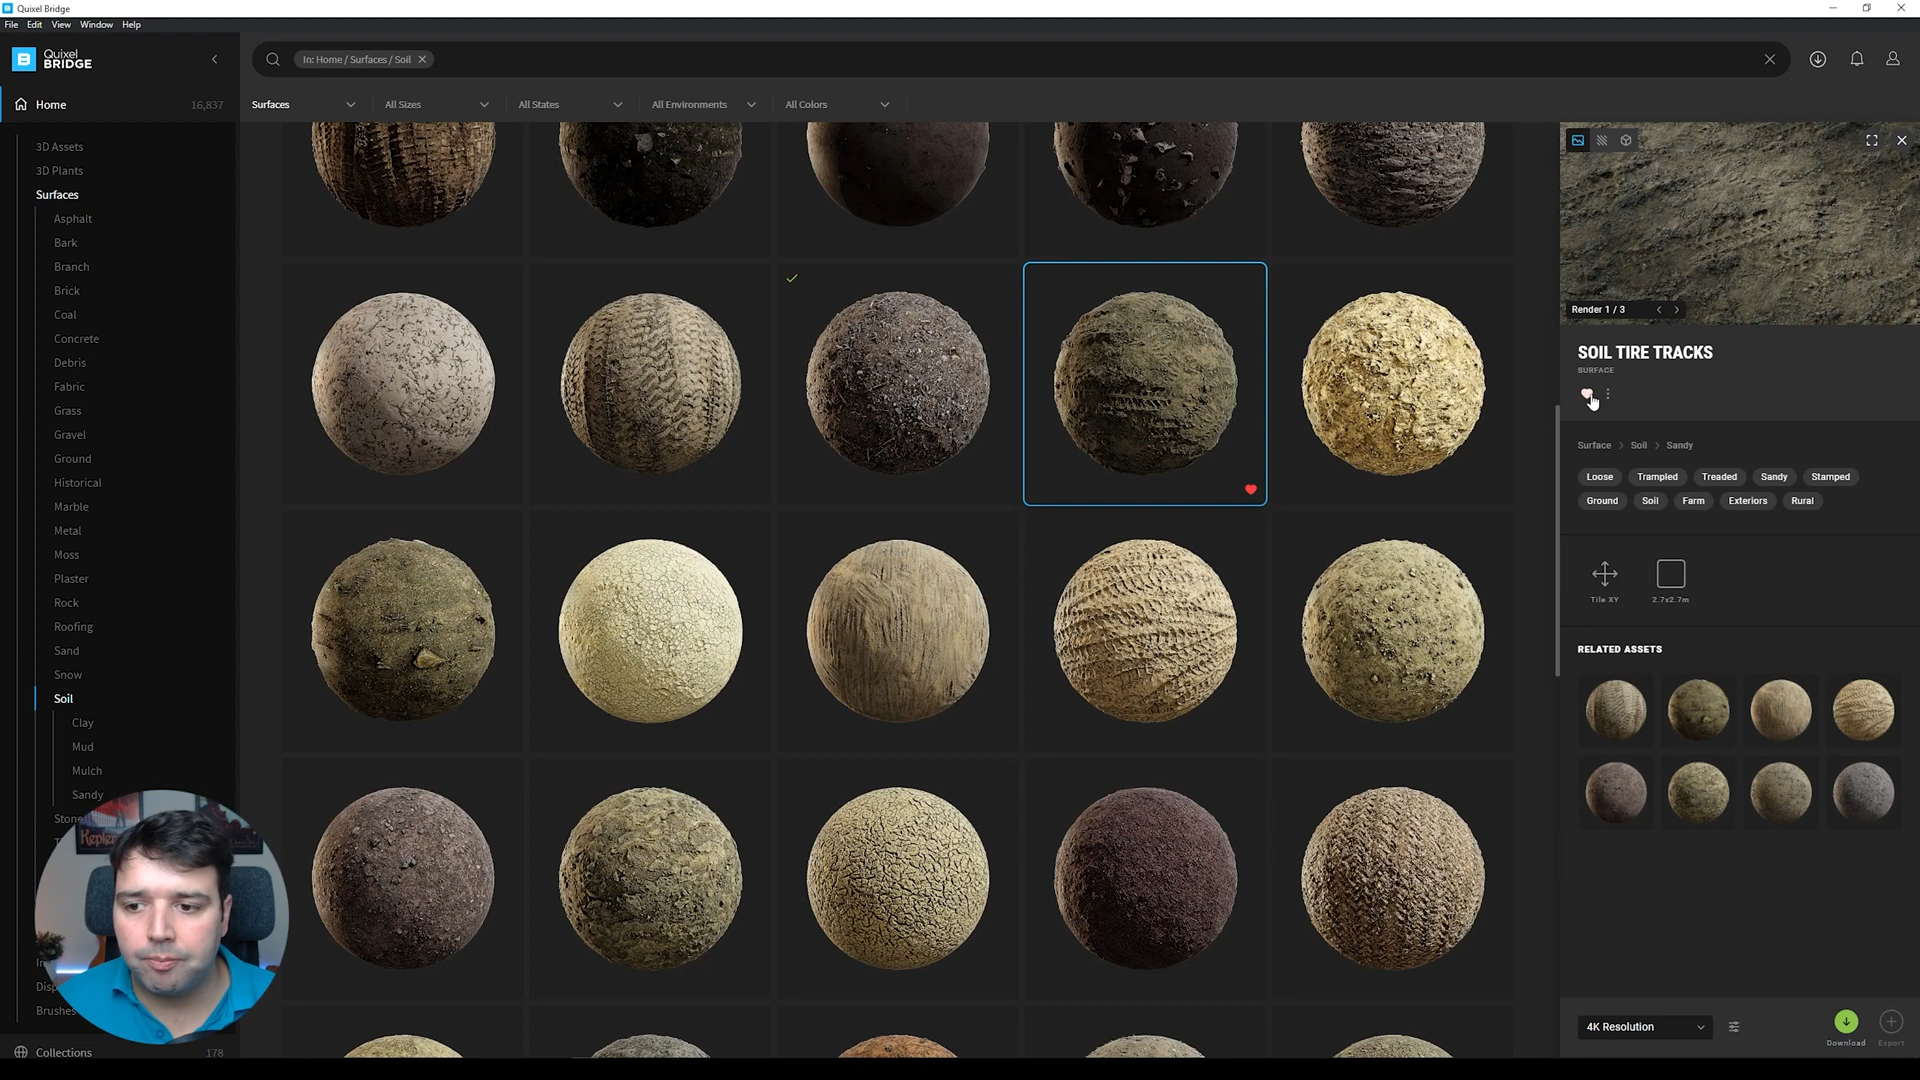 Quixel Bridge
File Edit View Window Help
Quixel
BRIDGE
In: Home / Surfaces / Soil
Home 16,837
Surfaces All Sizes All States All Environments All Colors
3D Assets
3D Plants
Surfaces
Asphalt
Bark
Branch
Brick
Coal
Concrete
Debris
Fabric
Grass
Gravel
Ground
Historical
Marble
Metal
Moss
Plaster
Rock
Roofing
Sand
Snow
Soil
Clay
Mud
Mulch
Sandy
Stone
Kepler
Brushes
Collections 178
Render 1 / 3
SOIL TIRE TRACKS
SURFACE
Surface > Soil > Sandy
Loose Trampled Treaded Sandy Stamped
Ground Soil Farm Exteriors Rural
Tile XY 2.7x2.7m
RELATED ASSETS
4K Resolution
Download Export